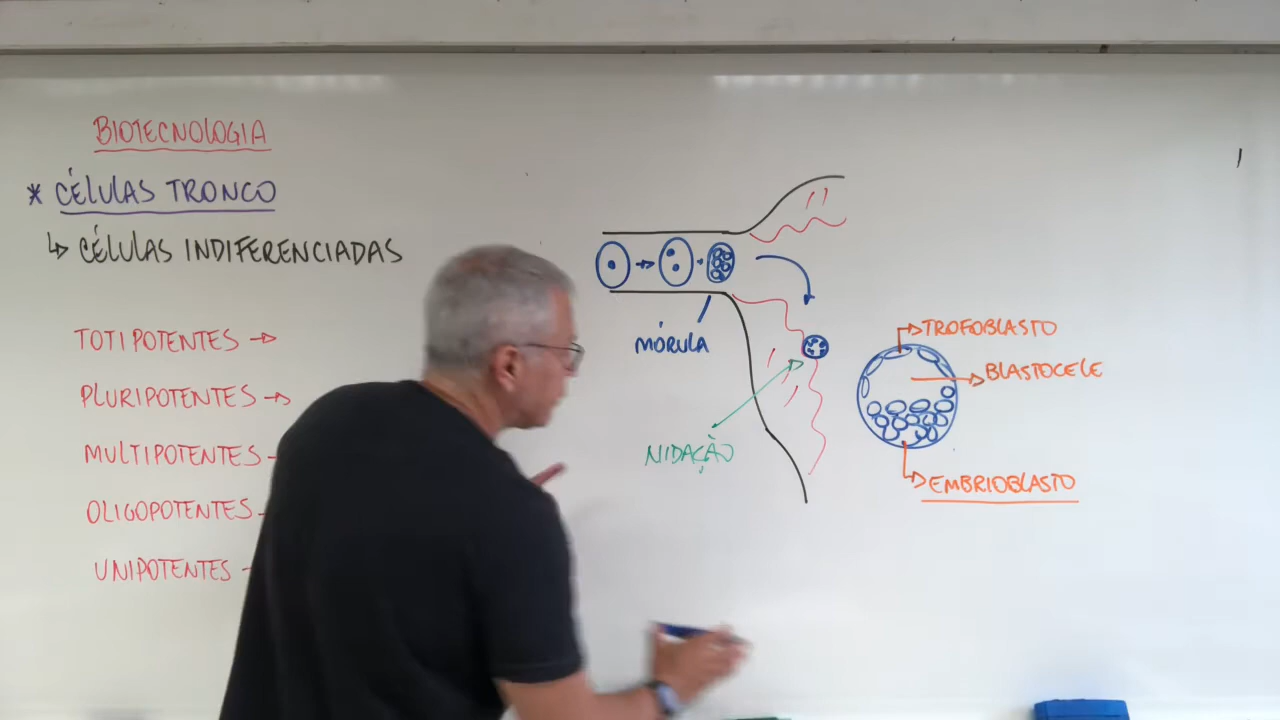 BIOTECNOLOGIA
* CÉLULAS TRONCO
↳ CÉLULAS INDIFERENCIADAS
TOTIPOTENTES →
PLURIPOTENTES →
MULTIPOTENTES
OLIGOPOTENTES
UNIPOTENTES
MÓRULA
NIDAÇÃO
TROFOBLASTO
BLASTOCELE
EMBRIOBLASTO